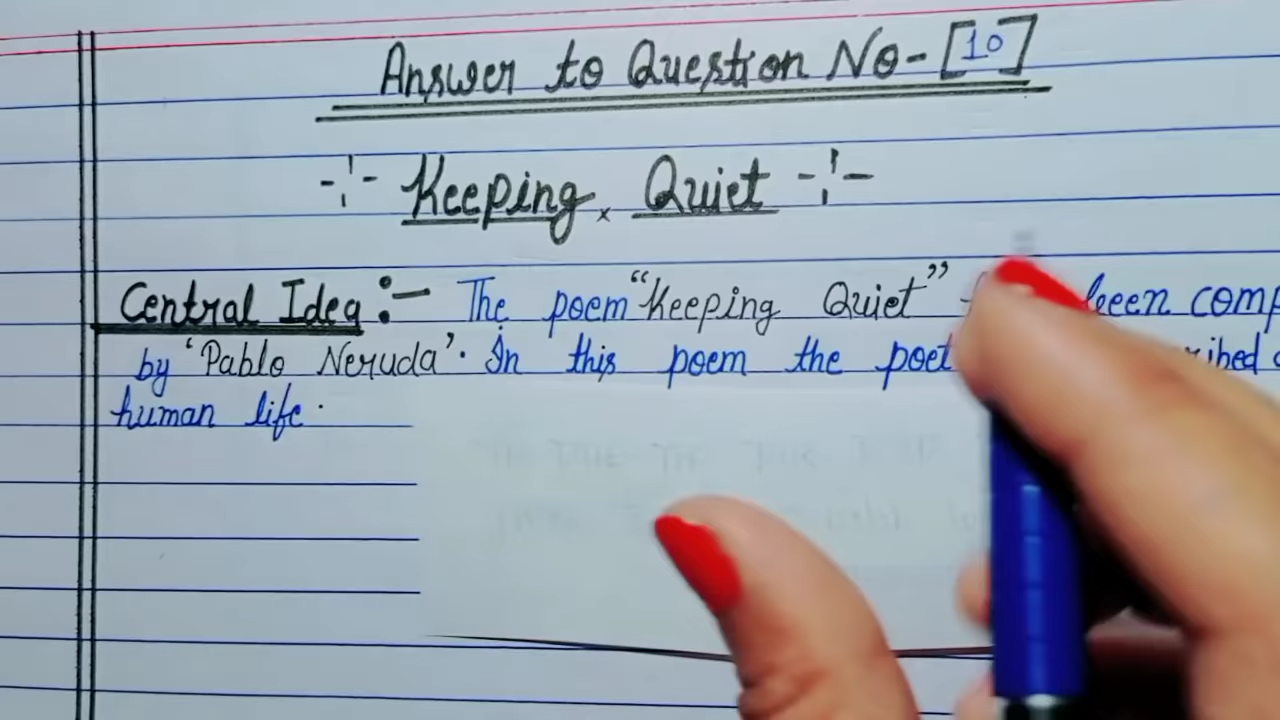 Answer to Question No-[10]
Keeping Quiet
Central Idea:- The poem "Keeping Quiet" been
by 'Pablo Neruda'. In this poem the poet
human life.